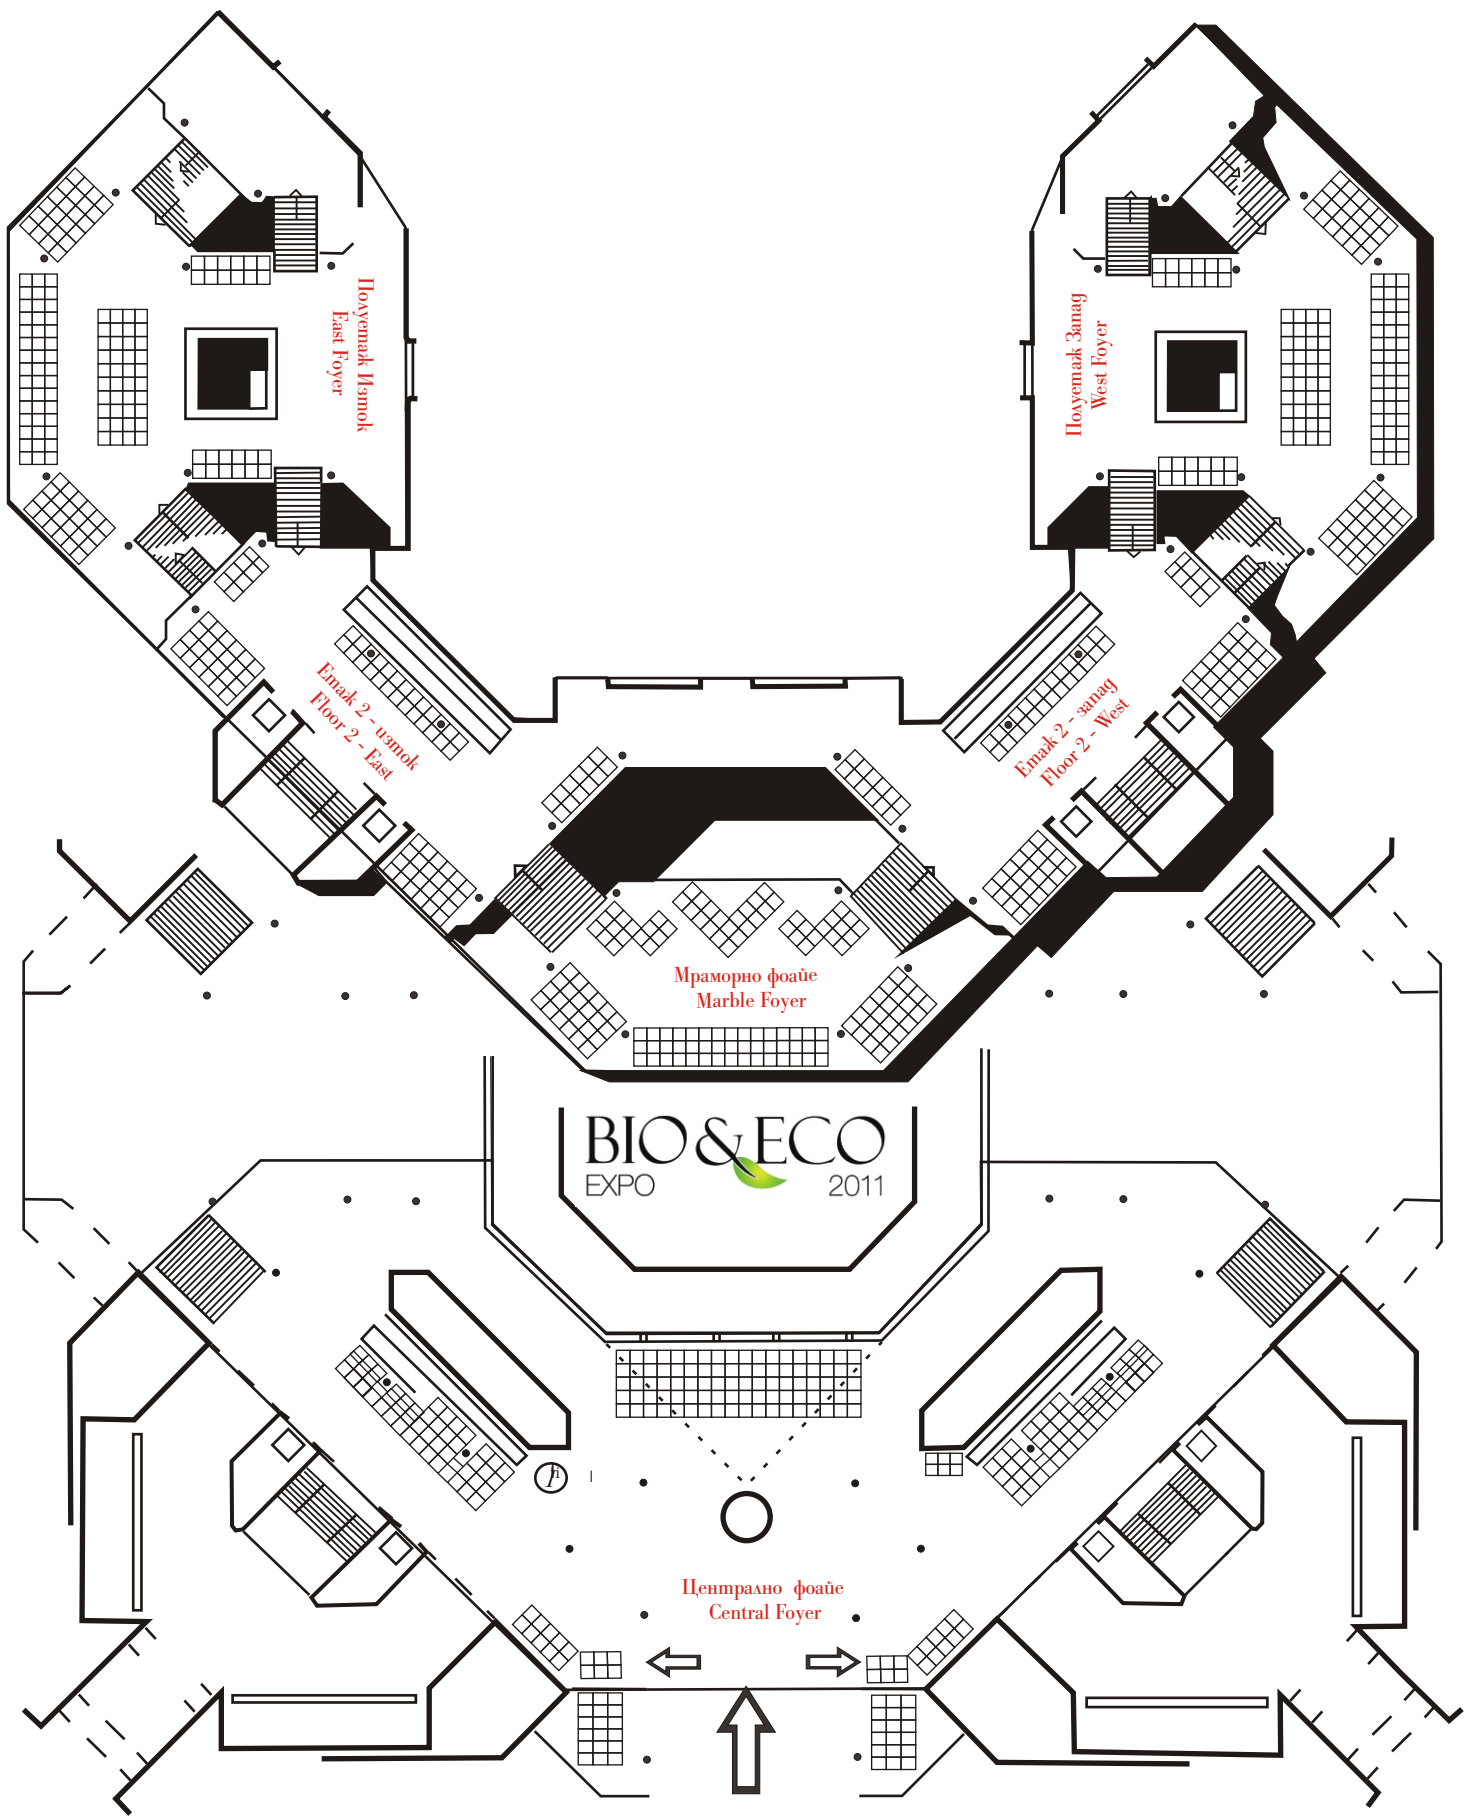 Полуетаж Изток
East Foyer
Полуетаж Запад
West Foyer
Етаж 2 - изток
Floor 2 - East
Етаж 2 - запад
Floor 2 - West
Мраморно фоайе
Marble Foyer
BIO&ECO
EXPO 2011
Централно фоайе
Central Foyer